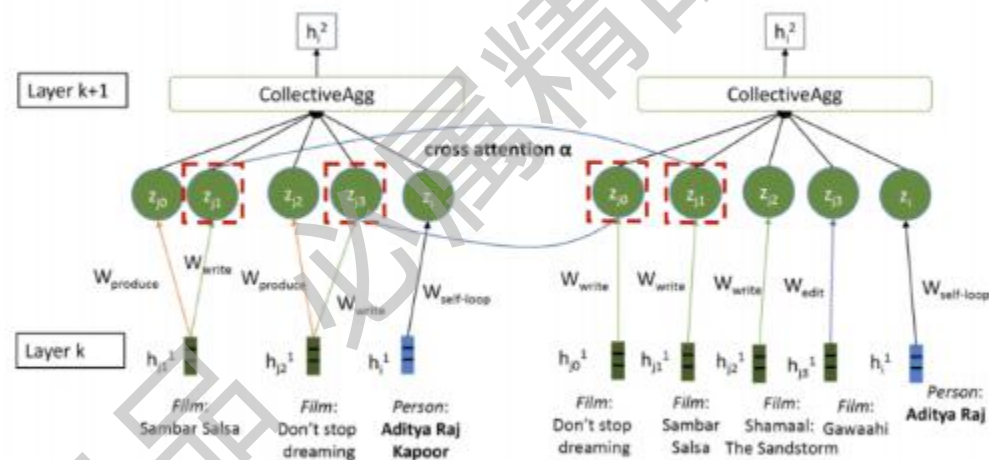 h_i^2 h_i^2
Layer k+1 CollectiveAgg CollectiveAgg
cross attention α
z_j0 z_j1 z_j2 z_j3 z_i z_j0 z_j1 z_j2 z_j3 z_i
W_produce W_write W_produce W_write W_self-loop W_write W_write W_write W_edit W_self-loop
Layer k h_j1^1 h_j2^1 h_i^1 h_j0^1 h_j1^1 h_j2^1 h_j3^1 h_i^1
Film: Film: Person: Film: Film: Film: Film: Person:
Sambar Salsa Don't stop Aditya Raj Don't stop Sambar Shamaal: Gawaahi Aditya Raj
dreaming Kapoor dreaming Salsa The Sandstorm
品 必属精